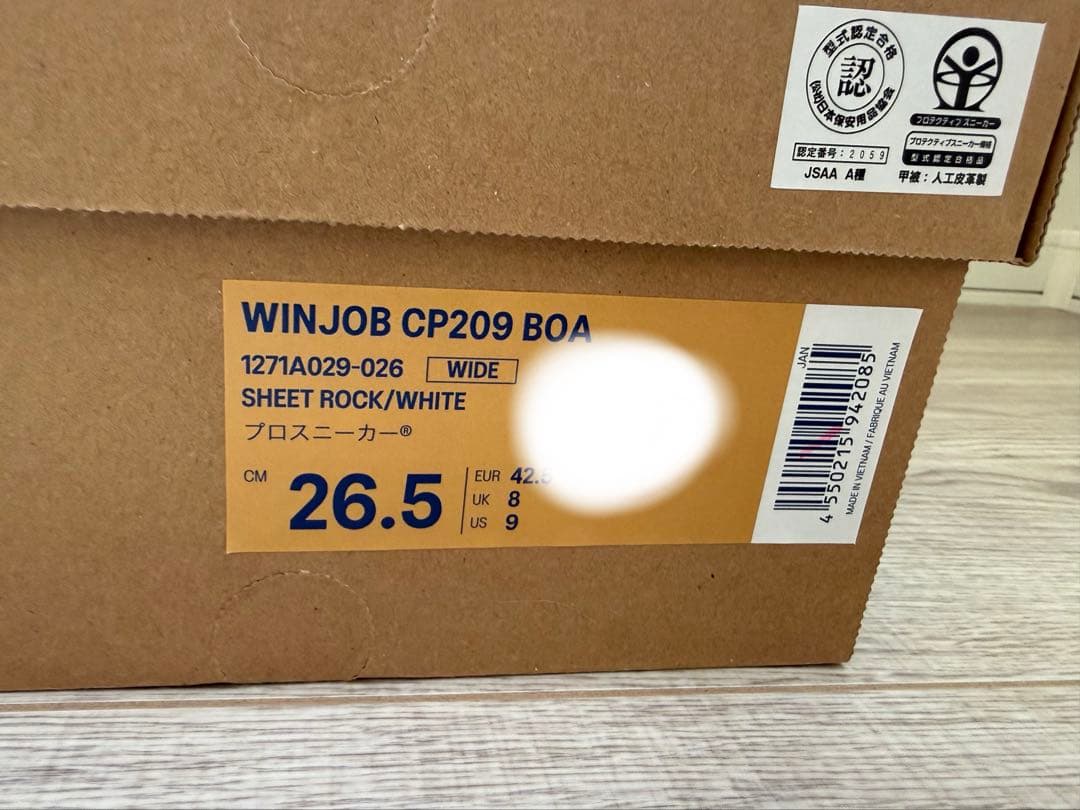 型式認定合格
認
(公社)日本保安用品協会
認定番号:2059
JSAA A種
プロテクティブスニーカー
プロテクティブスニーカー規格
型式認定合格品
甲被:人工皮革製
WINJOB CP209 BOA
1271A029-026 WIDE
SHEET ROCK/WHITE
プロスニーカー®
CM 26.5
EUR 42.5
UK 8
US 9
JAN
4 550215 942085
MADE IN VIETNAM / FABRIQUE AU VIETNAM